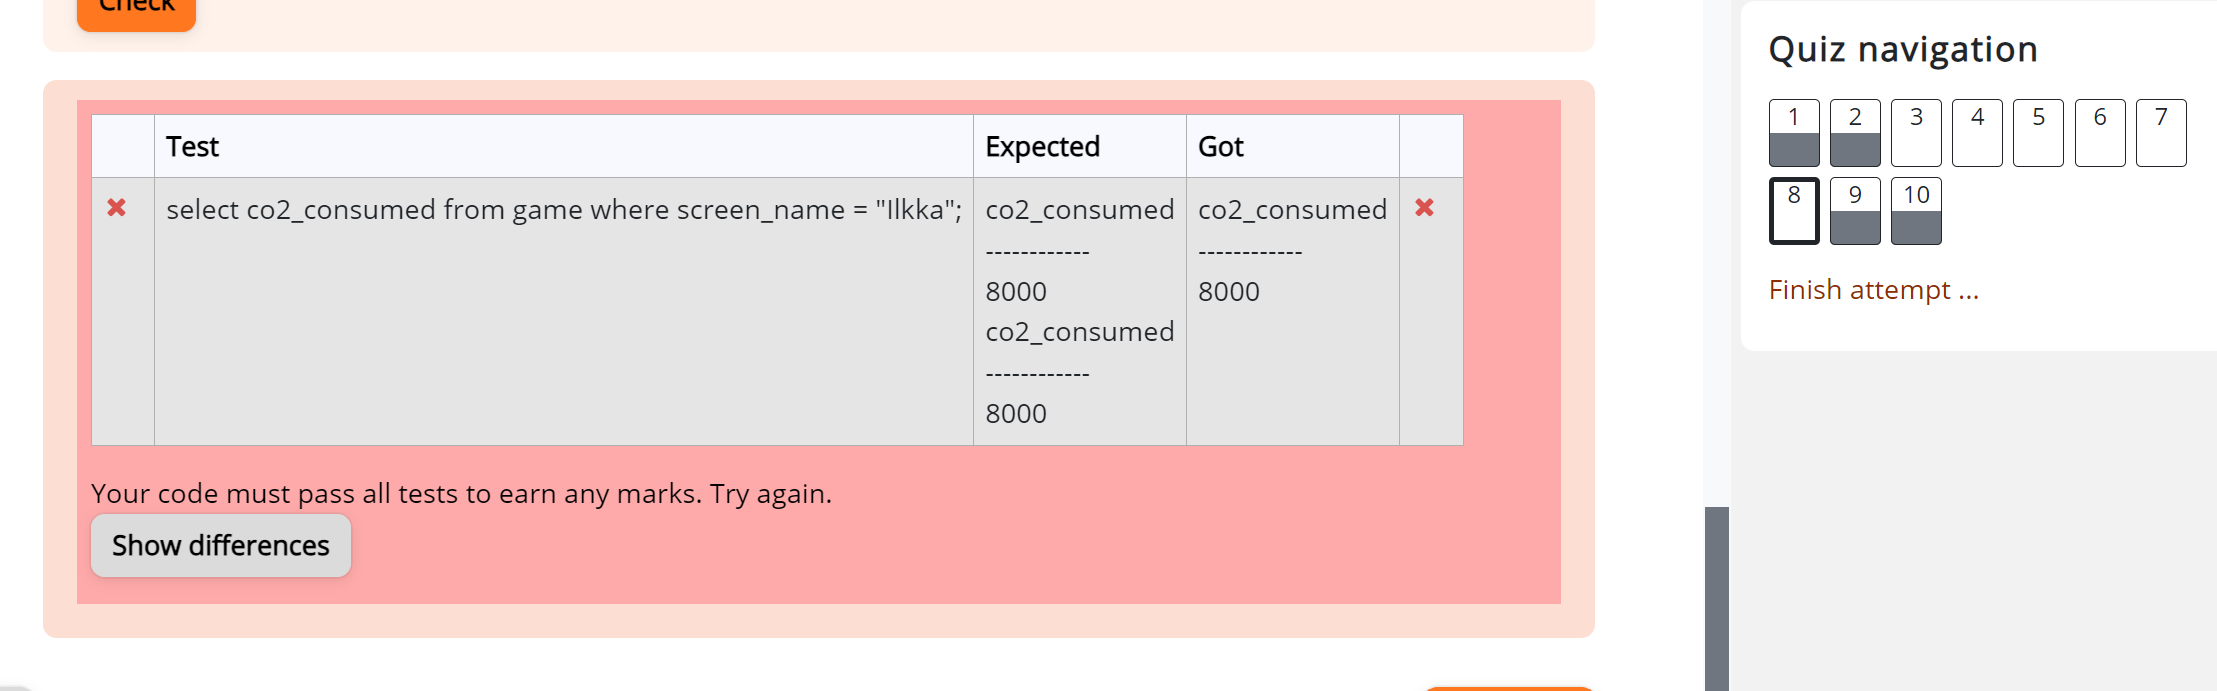 Check
Quiz navigation
1 2 3 4 5 6 7
8 9 10
Finish attempt ...
Test Expected Got
select co2_consumed from game where screen_name = "Ilkka"; co2_consumed co2_consumed
------------ ------------
8000 8000
co2_consumed
------------
8000
Your code must pass all tests to earn any marks. Try again.
Show differences